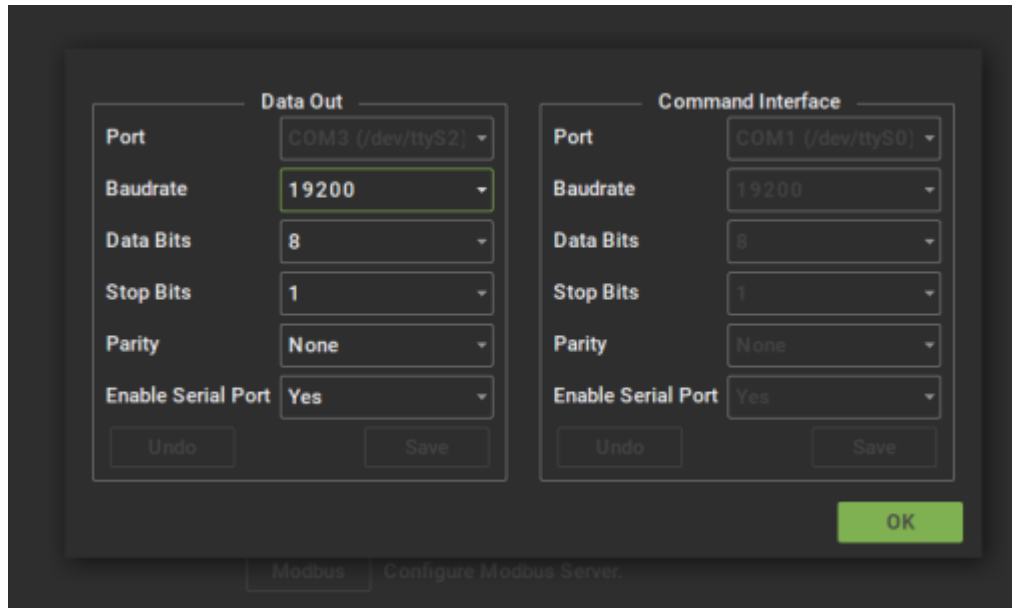 Data Out
Port COM3 (/dev/ttyS2)
Baudrate 19200
Data Bits 8
Stop Bits 1
Parity None
Enable Serial Port Yes
Undo Save
Command Interface
Port COM1 (/dev/ttyS0)
Baudrate 19200
Data Bits 8
Stop Bits 1
Parity None
Enable Serial Port Yes
Undo Save
OK
Modbus Configure Modbus Server.